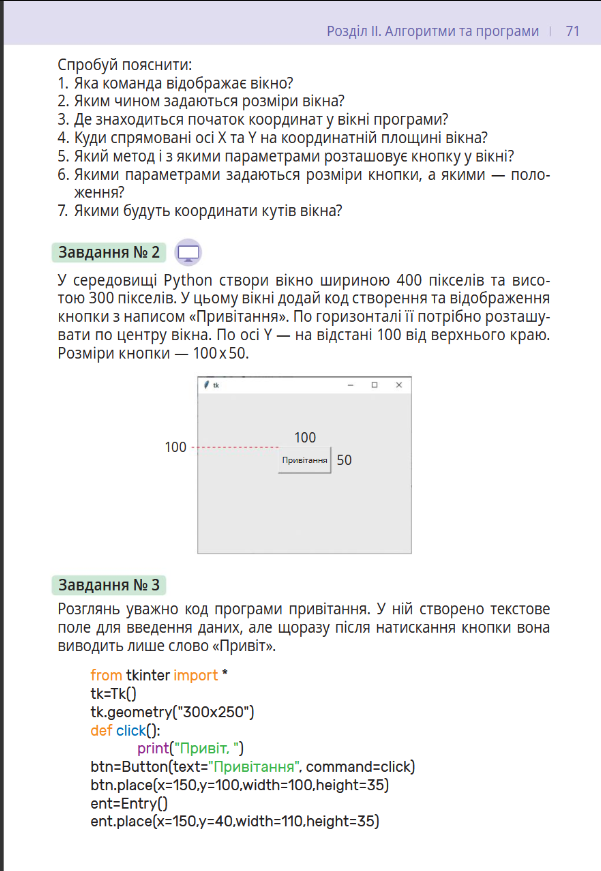 Розділ II. Алгоритми та програми | 71
Спробуй пояснити:
1. Яка команда відображає вікно?
2. Яким чином задаються розміри вікна?
3. Де знаходиться початок координат у вікні програми?
4. Куди спрямовані осі X та Y на координатній площині вікна?
5. Який метод і з якими параметрами розташовує кнопку у вікні?
6. Якими параметрами задаються розміри кнопки, а якими — поло-
ження?
7. Якими будуть координати кутів вікна?
Завдання № 2
У середовищі Python створи вікно шириною 400 пікселів та висо-
тою 300 пікселів. У цьому вікні додай код створення та відображення
кнопки з написом «Привітання». По горизонталі її потрібно розташу-
вати по центру вікна. По осі Y — на відстані 100 від верхнього краю.
Розміри кнопки — 100 x 50.
tk
100
100
Привітання
50
Завдання № 3
Розглянь уважно код програми привітання. У ній створено текстове
поле для введення даних, але щоразу після натискання кнопки вона
виводить лише слово «Привіт».
from tkinter import *
tk=Tk()
tk.geometry("300x250")
def click():
print("Привіт, ")
btn=Button(text="Привітання", command=click)
btn.place(x=150,y=100,width=100,height=35)
ent=Entry()
ent.place(x=150,y=40,width=110,height=35)